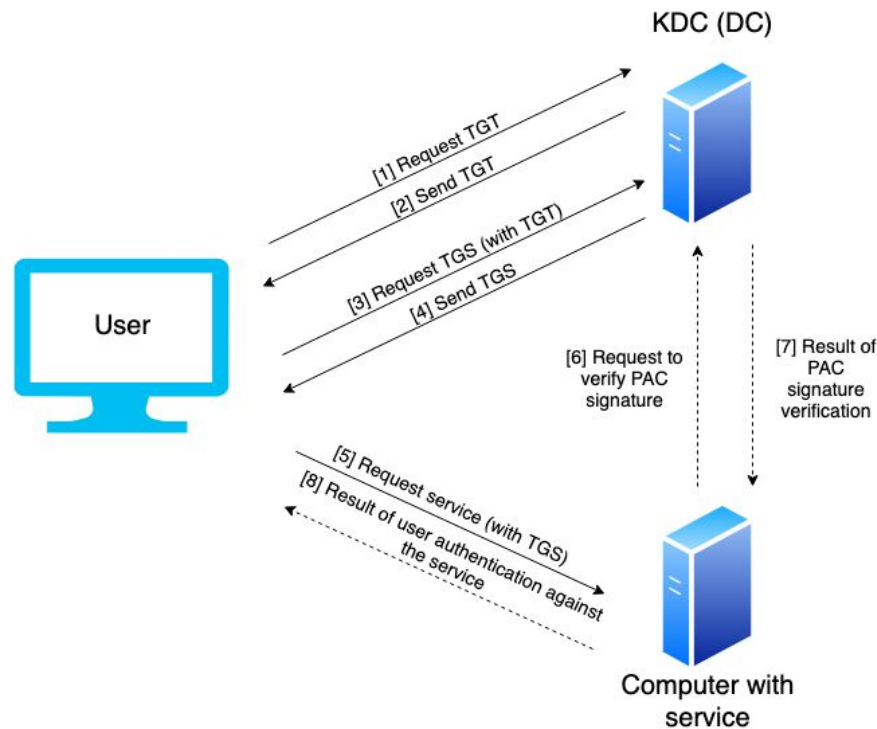 KDC (DC)
[1] Request TGT
[2] Send TGT
[3] Request TGS (with TGT)
[4] Send TGS
User
[6] Request to
verify PAC
signature
[7] Result of
PAC
signature
verification
[5] Request service (with TGS)
[8] Result of user authentication against
the service
Computer with
service